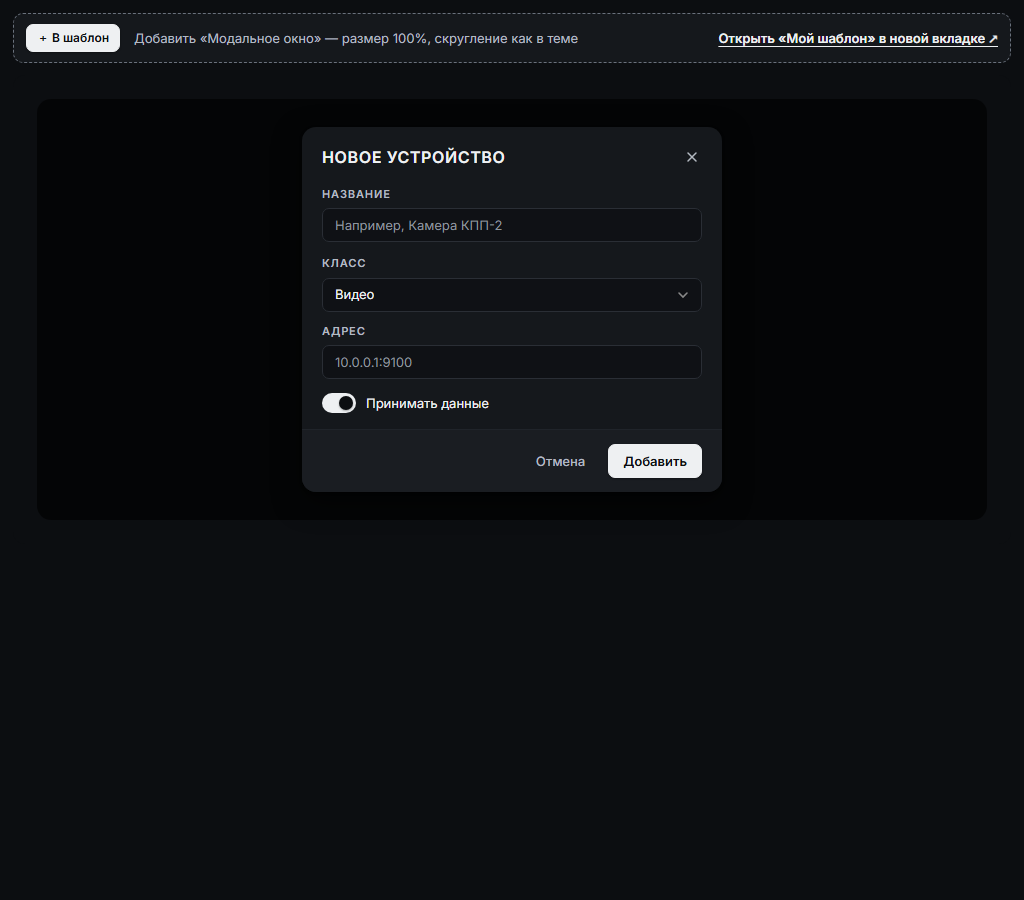 + В шаблон
Добавить «Модальное окно» — размер 100%, скругление как в теме
Открыть «Мой шаблон» в новой вкладке ↗
НОВОЕ УСТРОЙСТВО
НАЗВАНИЕ
Например, Камера КПП-2
КЛАСС
Видео
АДРЕС
10.0.0.1:9100
Принимать данные
Отмена
Добавить